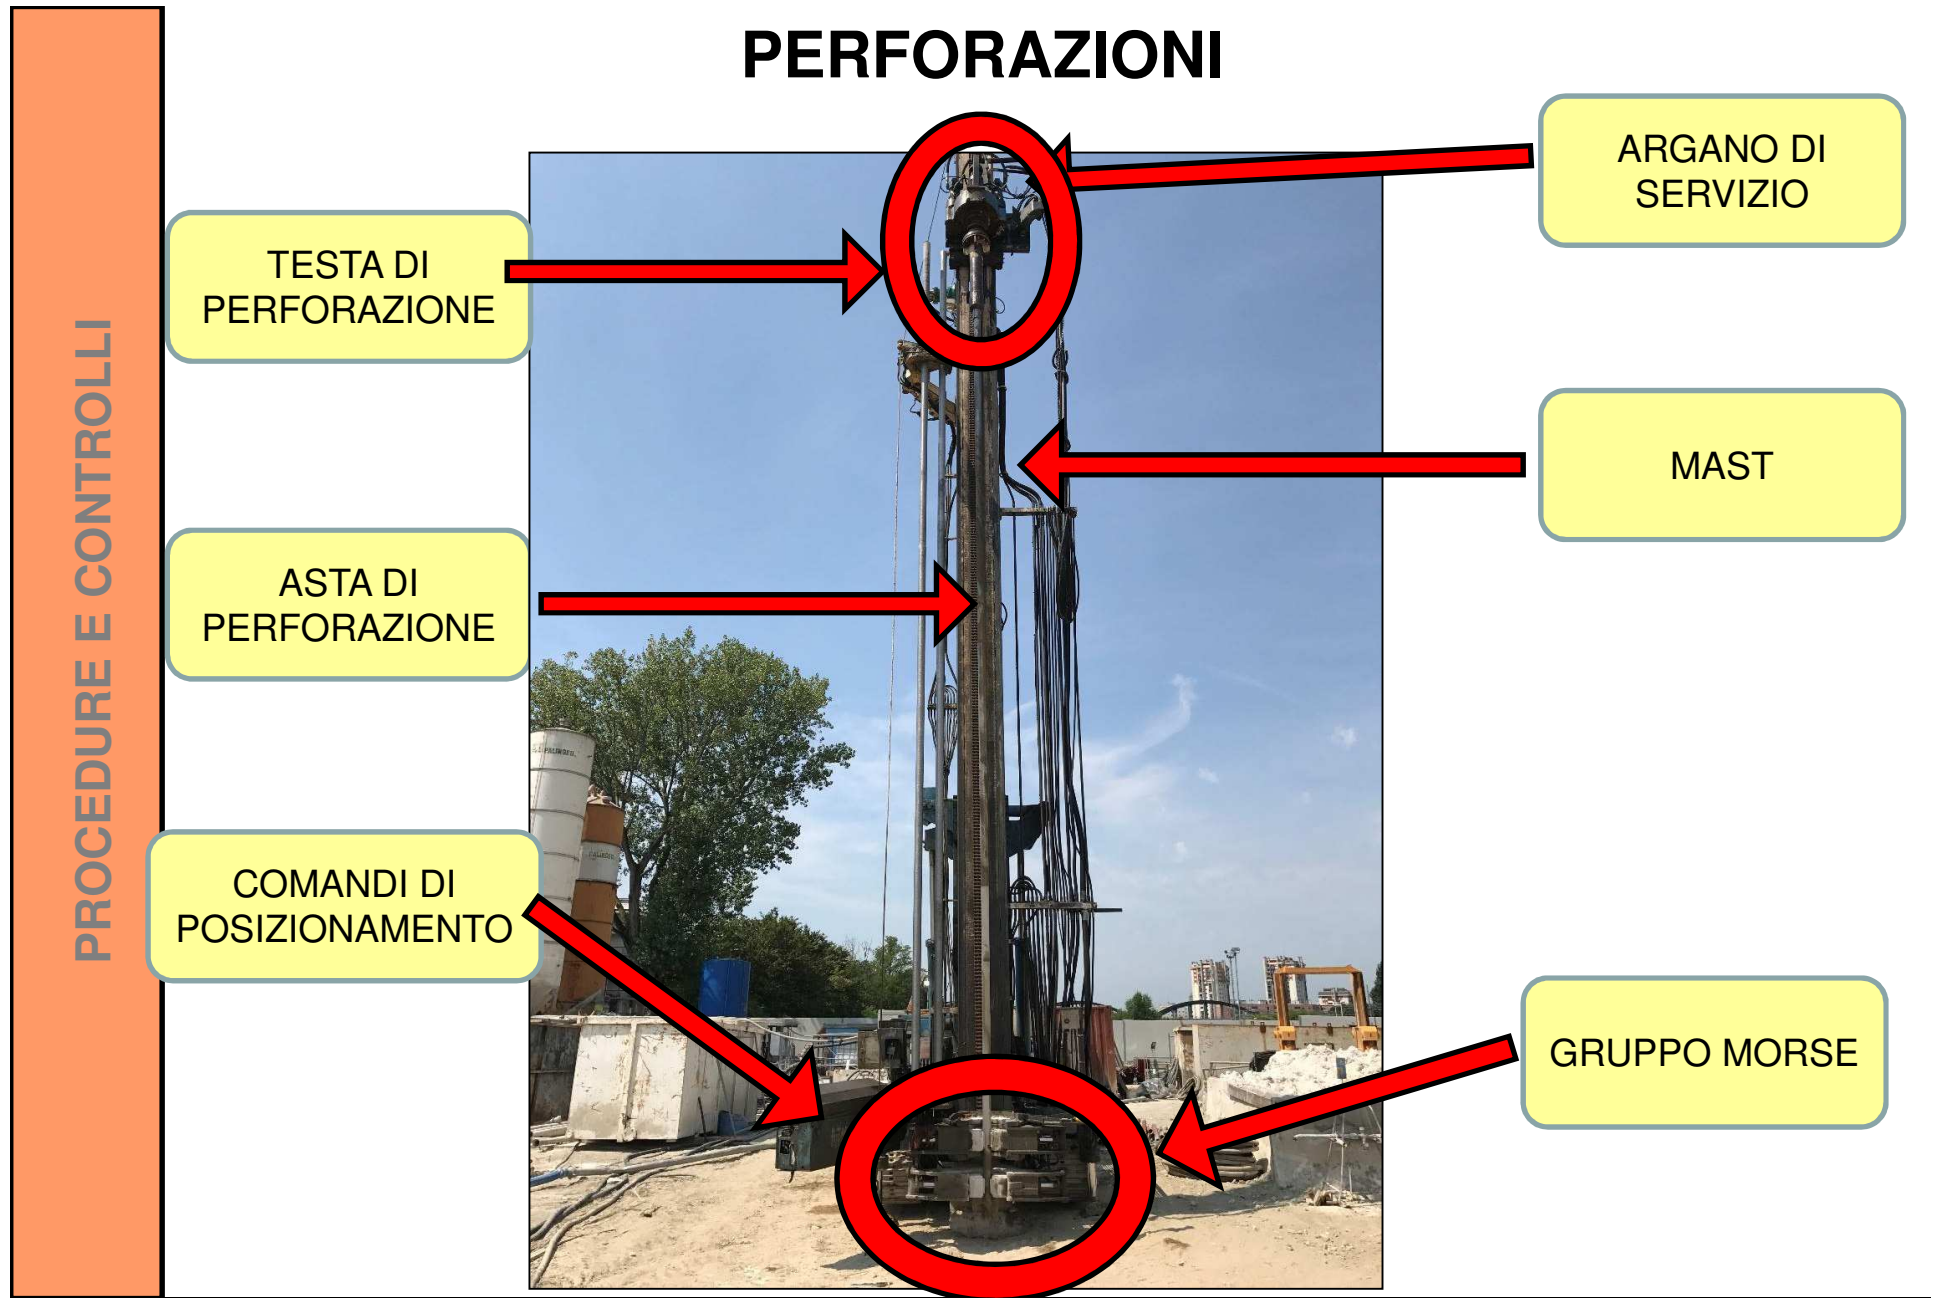 PERFORAZIONI
PROCEDURE E CONTROLLI
TESTA DI
PERFORAZIONE
ASTA DI
PERFORAZIONE
COMANDI DI
POSIZIONAMENTO
ARGANO DI
SERVIZIO
MAST
GRUPPO MORSE